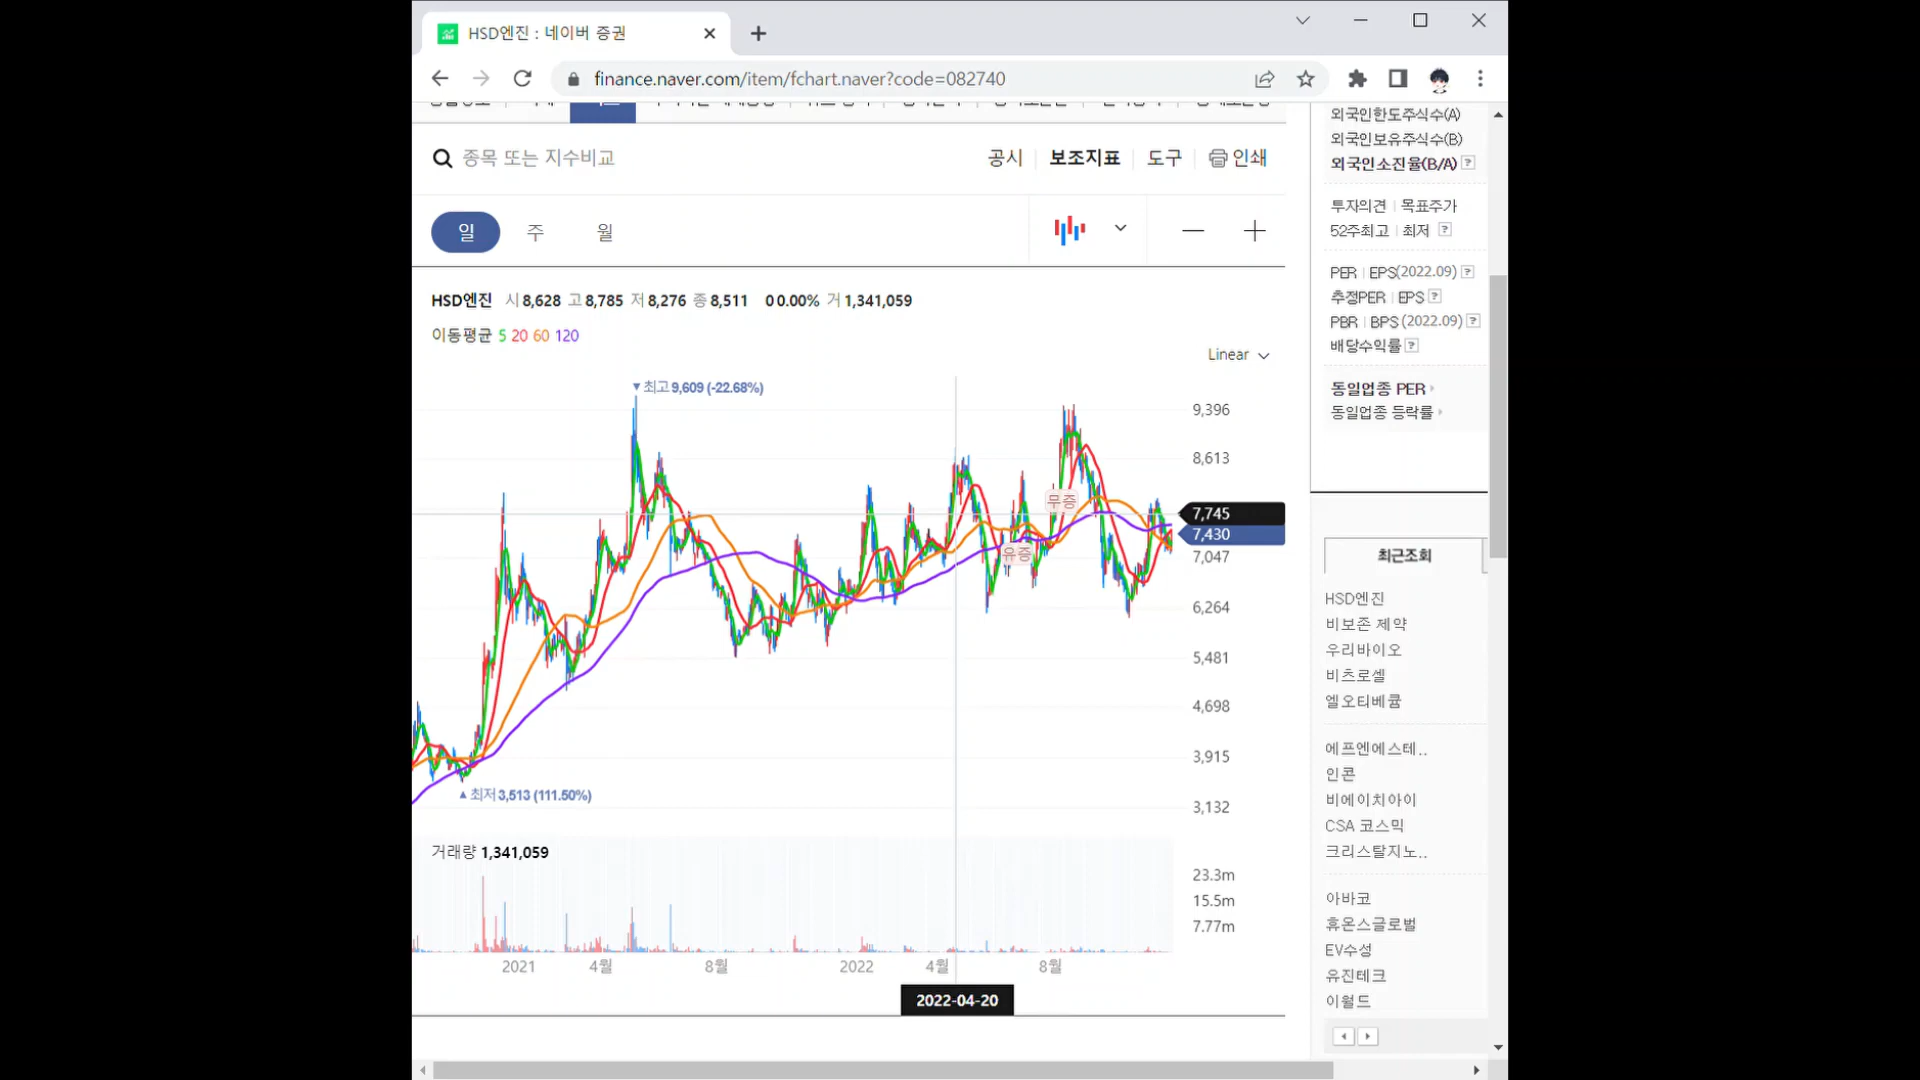 HSD엔진 : 네이버 증권
finance.naver.com/item/fchart.naver?code=082740
종목 또는 지수비교
공시 보조지표 도구 인쇄
일 주 월
HSD엔진 시 8,628 고 8,785 저 8,276 종 8,511 0 0.00% 거 1,341,059
이동평균 5 20 60 120
Linear
▼최고 9,609 (-22.68%)
9,396
8,613
무증
7,745
7,430
유증
7,047
6,264
5,481
4,698
3,915
▲최저 3,513 (111.50%)
3,132
거래량 1,341,059
23.3m
15.5m
7.77m
2021 4월 8월 2022 4월 8월
2022-04-20
외국인한도주식수(A)
외국인보유주식수(B)
외국인소진율(B/A) ?
투자의견 | 목표주가
52주최고 | 최저 ?
PER | EPS(2022.09) ?
추정PER | EPS ?
PBR | BPS (2022.09) ?
배당수익률 ?
동일업종 PER
동일업종 등락률
최근조회
HSD엔진
비보존 제약
우리바이오
비츠로셀
엘오티베큠
에프엔에스테..
인콘
비에이치아이
CSA 코스믹
크리스탈지노..
아바코
휴온스글로벌
EV수성
유진테크
이월드